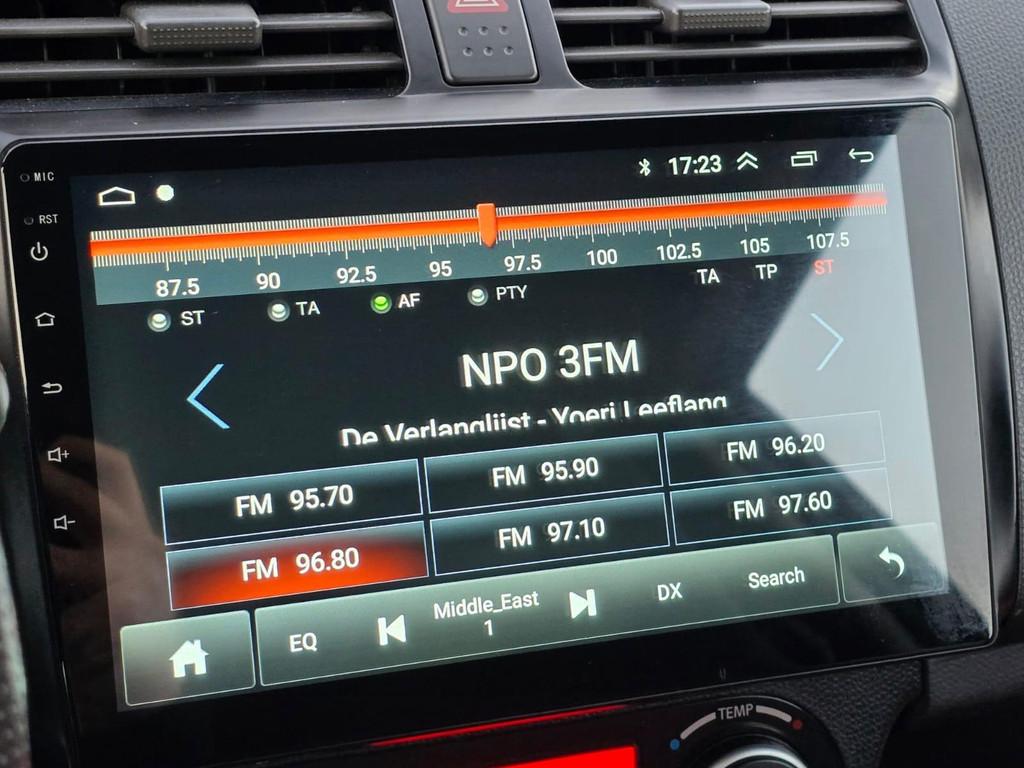 MIC
17:23
RST
87.5 90 92.5 95 97.5 100 102.5 105 107.5
ST TA AF PTY TA TP ST
NPO 3FM
De Verlanglijst - Yoeri Leeflang
FM 95.70 FM 95.90 FM 96.20
FM 96.80 FM 97.10 FM 97.60
EQ Middle_East DX Search
1
TEMP